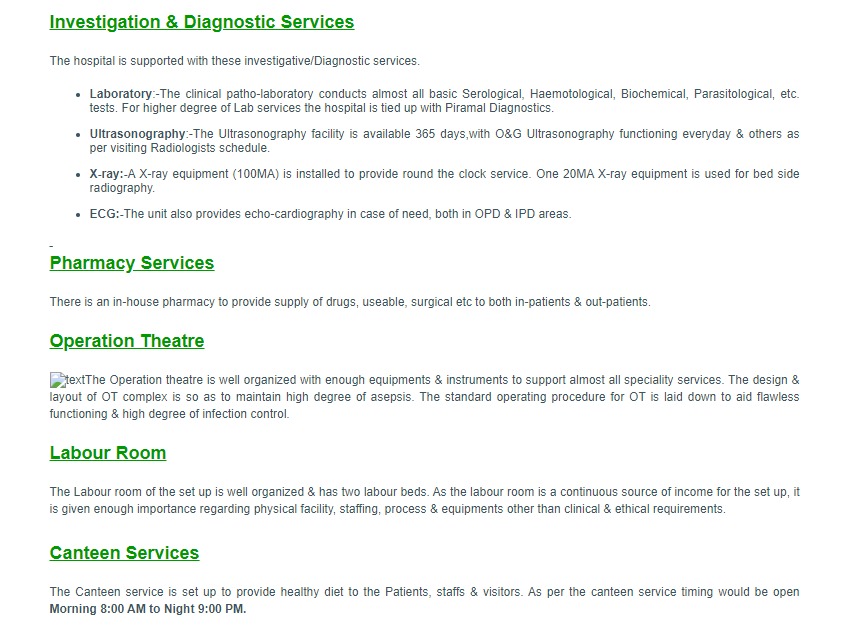 Investigation & Diagnostic Services
The hospital is supported with these investigative/Diagnostic services.
• Laboratory:-The clinical patho-laboratory conducts almost all basic Serological, Haemotological, Biochemical, Parasitological, etc.
tests. For higher degree of Lab services the hospital is tied up with Piramal Diagnostics.
• Ultrasonography:-The Ultrasonography facility is available 365 days,with O&G Ultrasonography functioning everyday & others as
per visiting Radiologists schedule.
• X-ray:-A X-ray equipment (100MA) is installed to provide round the clock service. One 20MA X-ray equipment is used for bed side
radiography.
• ECG:-The unit also provides echo-cardiography in case of need, both in OPD & IPD areas.
Pharmacy Services
There is an in-house pharmacy to provide supply of drugs, useable, surgical etc to both in-patients & out-patients.
Operation Theatre
textThe Operation theatre is well organized with enough equipments & instruments to support almost all speciality services. The design &
layout of OT complex is so as to maintain high degree of asepsis. The standard operating procedure for OT is laid down to aid flawless
functioning & high degree of infection control.
Labour Room
The Labour room of the set up is well organized & has two labour beds. As the labour room is a continuous source of income for the set up, it
is given enough importance regarding physical facility, staffing, process & equipments other than clinical & ethical requirements.
Canteen Services
The Canteen service is set up to provide healthy diet to the Patients, staffs & visitors. As per the canteen service timing would be open
Morning 8:00 AM to Night 9:00 PM.